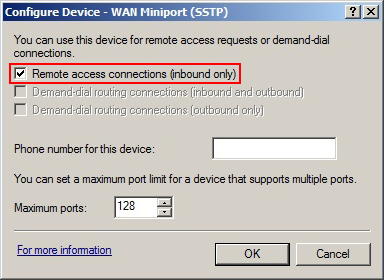 Configure Device - WAN Miniport (SSTP)
You can use this device for remote access requests or demand-dial
connections.
Remote access connections (inbound only)
Demand-dial routing connections (inbound and outbound)
Demand-dial routing connections (outbound only)
Phone number for this device:
You can set a maximum port limit for a device that supports multiple ports.
Maximum ports: 128
For more information
OK Cancel